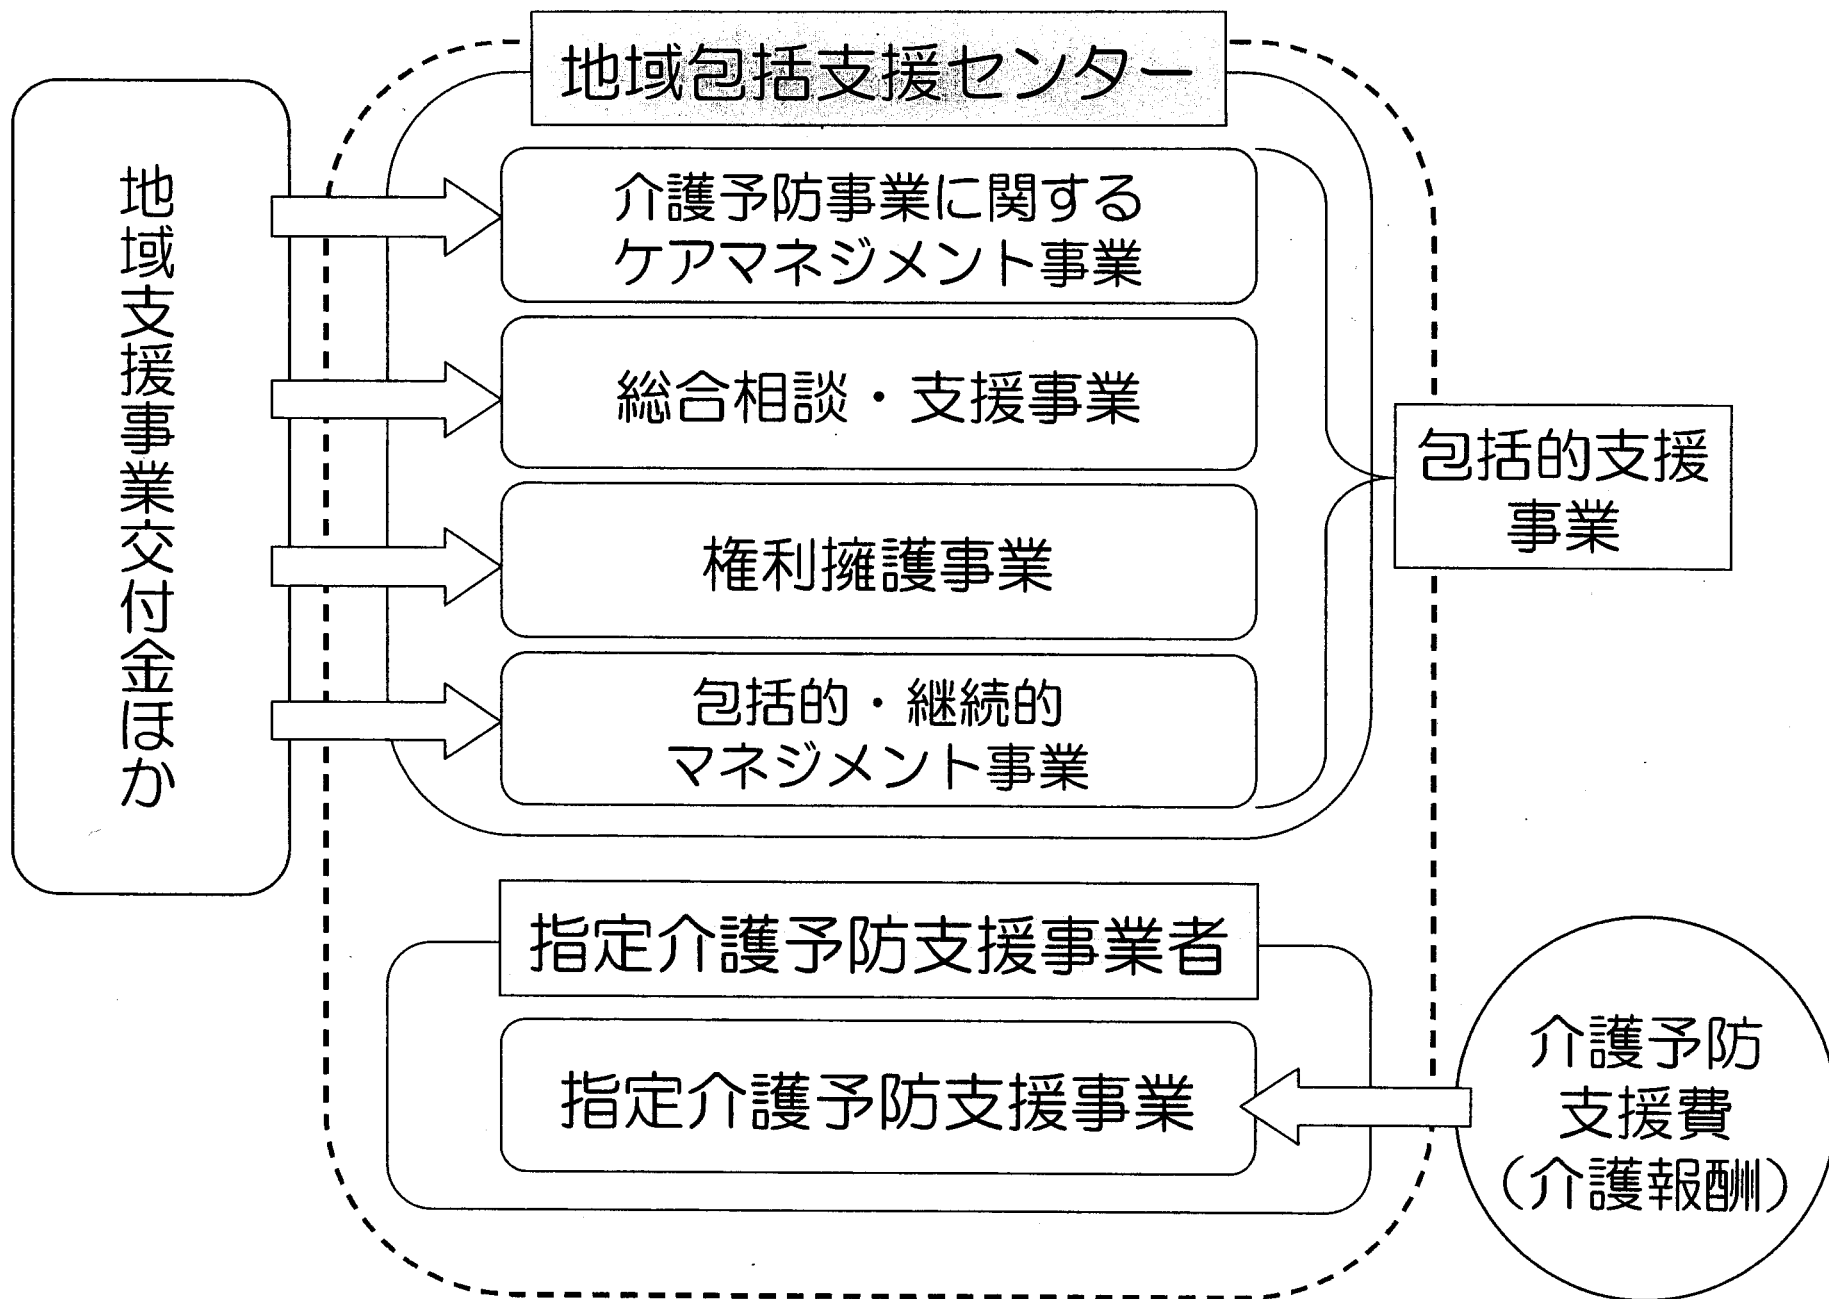 地域包括支援センター
地域支援事業交付金ほか
介護予防事業に関する
ケアマネジメント事業
総合相談・支援事業
権利擁護事業
包括的・継続的
マネジメント事業
包括的支援
事業
指定介護予防支援事業者
指定介護予防支援事業
介護予防
支援費
（介護報酬）